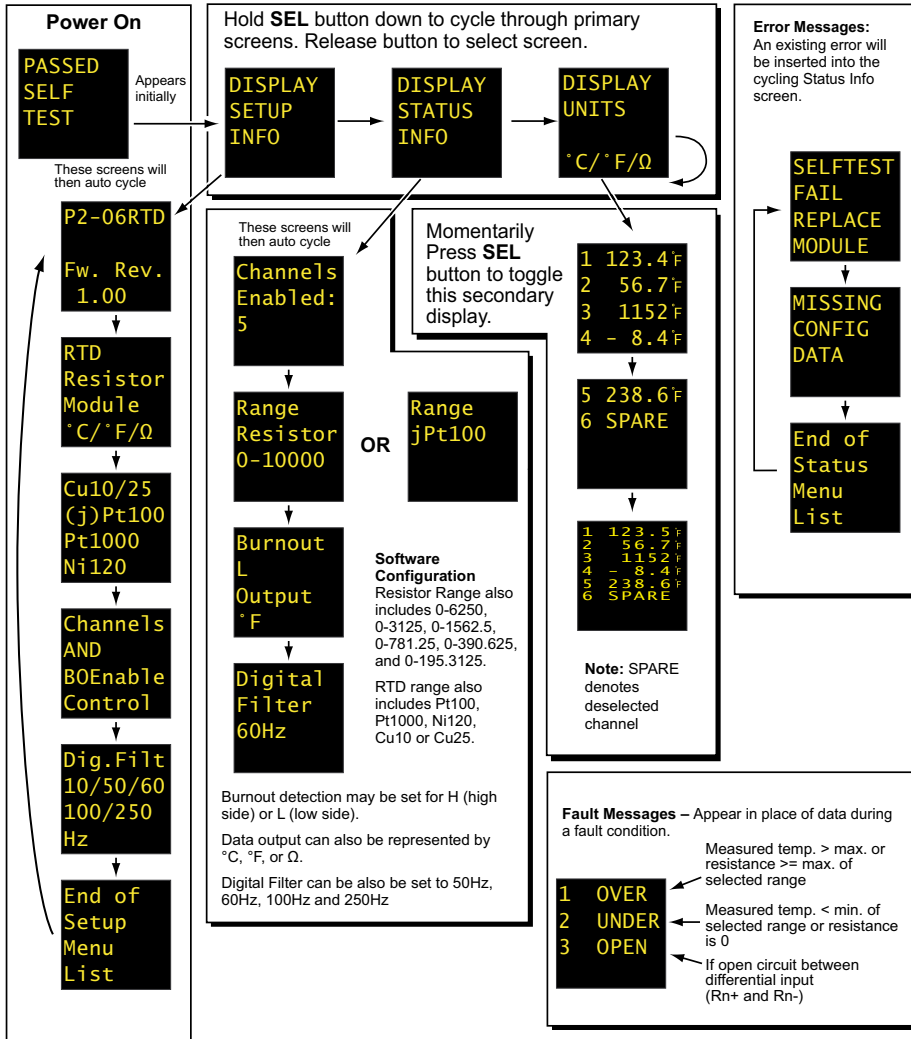 Power On
PASSED
SELF
TEST
Appears
initially
These screens will
then auto cycle
P2-06RTD
Fw. Rev.
1.00
RTD
Resistor
Module
°C/°F/Ω
Cu10/25
(j)Pt100
Pt1000
Ni120
Channels
AND
BOEnable
Control
Dig.Filt
10/50/60
100/250
Hz
End of
Setup
Menu
List
Hold SEL button down to cycle through primary
screens. Release button to select screen.
DISPLAY
SETUP
INFO
DISPLAY
STATUS
INFO
DISPLAY
UNITS
°C/°F/Ω
These screens will
then auto cycle
Channels
Enabled:
5
Range
Resistor
0-10000
OR
Range
jPt100
Burnout
L
Output
°F
Digital
Filter
60Hz
Software
Configuration
Resistor Range also
includes 0-6250,
0-3125, 0-1562.5,
0-781.25, 0-390.625,
and 0-195.3125.
RTD range also
includes Pt100,
Pt1000, Ni120,
Cu10 or Cu25.
Burnout detection may be set for H (high
side) or L (low side).
Data output can also be represented by
°C, °F, or Ω.
Digital Filter can be also be set to 50Hz,
60Hz, 100Hz and 250Hz
Momentarily
Press SEL
button to toggle
this secondary
display.
1 123.4°F
2 56.7°F
3 1152°F
4 - 8.4°F
5 238.6°F
6 SPARE
1 123.5°F
2 56.7°F
3 1152°F
4 - 8.4°F
5 238.6°F
6 SPARE
Note: SPARE
denotes
deselected
channel
Error Messages:
An existing error will
be inserted into the
cycling Status Info
screen.
SELFTEST
FAIL
REPLACE
MODULE
MISSING
CONFIG
DATA
End of
Status
Menu
List
Fault Messages – Appear in place of data during
a fault condition.
1 OVER
2 UNDER
3 OPEN
Measured temp. > max. or
resistance >= max. of
selected range
Measured temp. < min. of
selected range or resistance
is 0
If open circuit between
differential input
(Rn+ and Rn-)